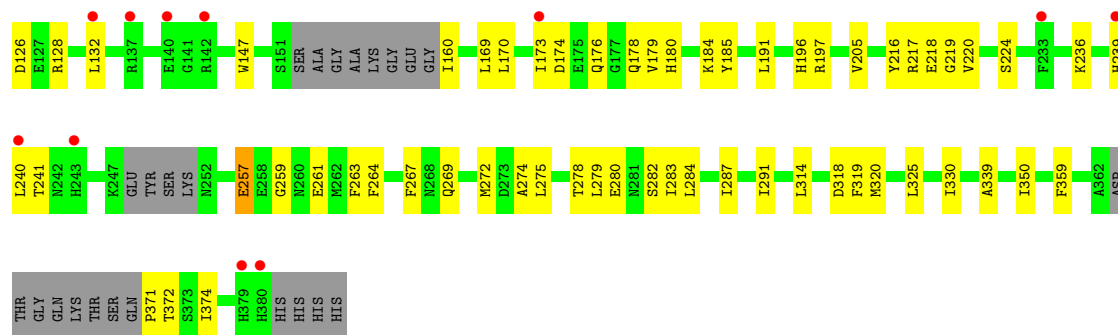 D126 E127 R128 L132 R137 E140 G141 R142 W147 S151 SER ALA GLY ALA LYS GLY GLU GLY I160 L169 L170 I173 D174 E175 Q176 G177 Q178 V179 H180 K184 Y185 L191 H196 R197 V205 Y216 R217 E218 G219 V220 S224 F233 K236 H239
L240 T241 N242 H243 K247 GLU TYR SER LYS N252 E257 E258 G259 N260 E261 M262 F263 F264 F267 N268 Q269 M272 D273 A274 L275 T278 L279 E280 N281 S282 I283 L284 I287 I291 L314 D318 F319 M320 L325 I330 A339 I350 F359 A362 ASP
THR GLY GLN LYS THR SER GLN P371 T372 S373 I374 H379 H380 HIS HIS HIS HIS